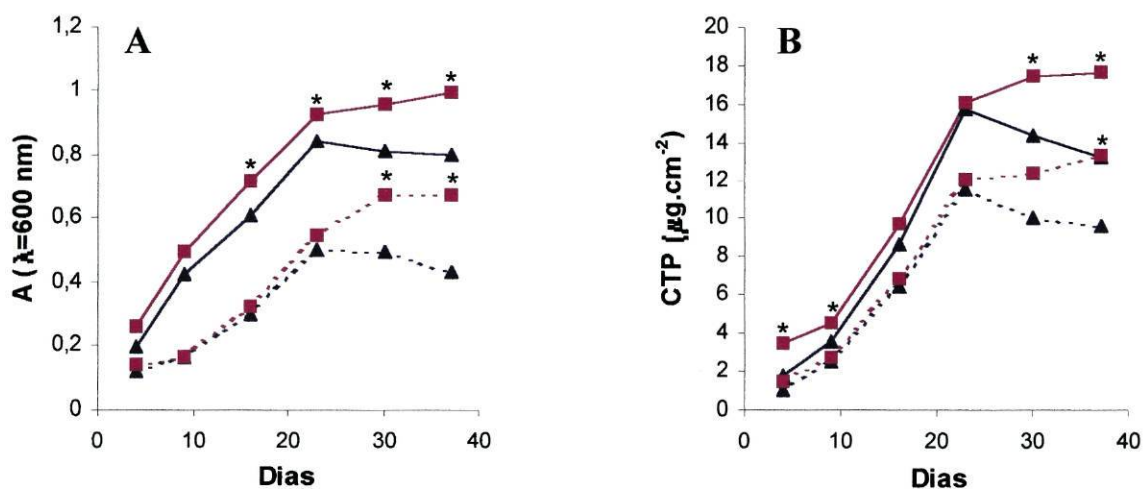 A
1,2
1
0,8
0,6
0,4
0,2
0
A (λ=600 nm)
0 10 20 30 40
Dias
* * * *
* *
B
20
18
16
14
12
10
8
6
4
2
0
CTP [µg.cm-2]
0 10 20 30 40
Dias
* * * *
*